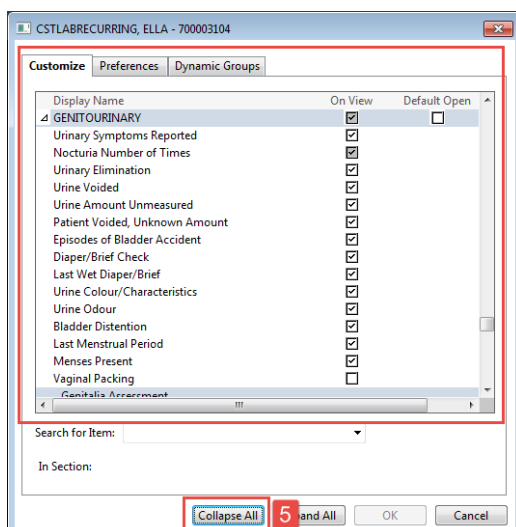 CSTLABRECURRING, ELLA - 700003104
Customize Preferences Dynamic Groups
Display Name On View Default Open
GENITOURINARY
Urinary Symptoms Reported
Nocturia Number of Times
Urinary Elimination
Urine Voided
Urine Amount Unmeasured
Patient Voided, Unknown Amount
Episodes of Bladder Accident
Diaper/Brief Check
Last Wet Diaper/Brief
Urine Colour/Characteristics
Urine Odour
Bladder Distention
Last Menstrual Period
Menses Present
Vaginal Packing
Genitalia Assessment
Search for Item:
In Section:
Collapse All 5 and All OK Cancel